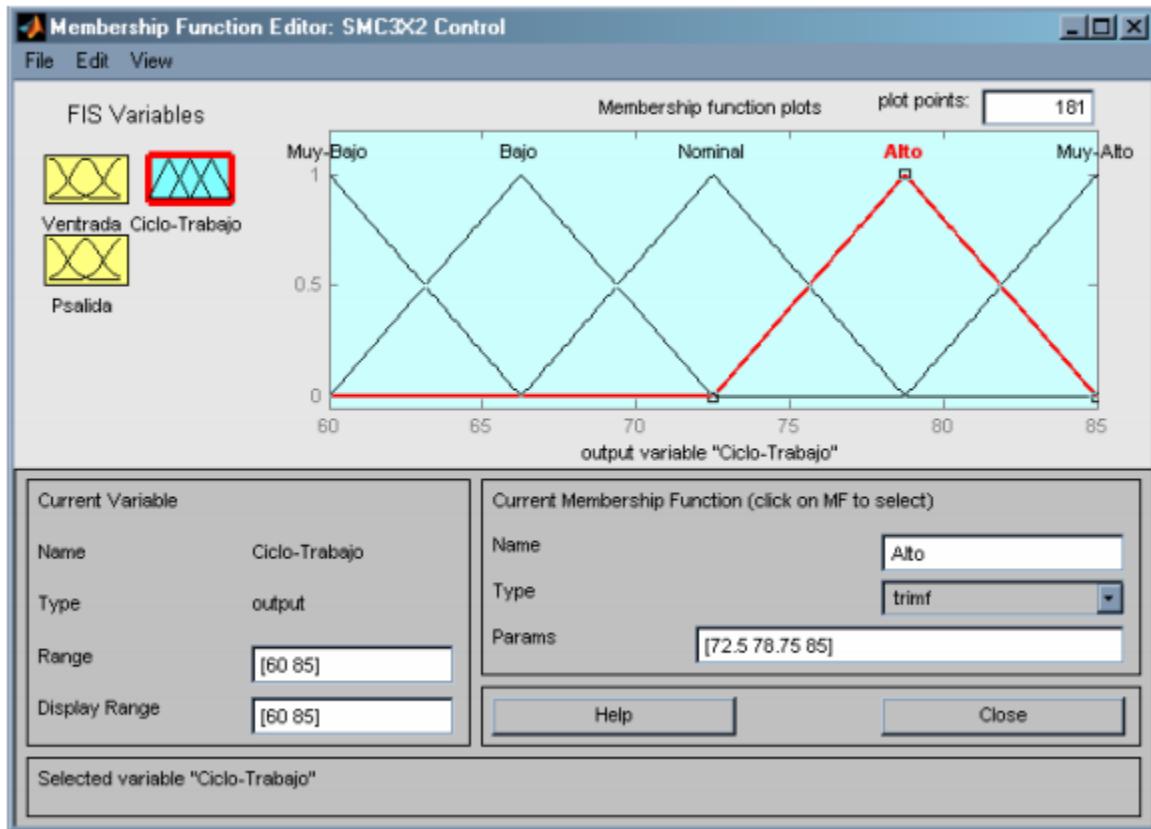 Membership Function Editor: SMC3X2 Control
File Edit View
FIS Variables
Membership function plots
plot points:
181
Ventrada
Ciclo-Trabajo
Psalida
Muy-Bajo
Bajo
Nominal
Alto
Muy-Alto
1
0.5
0
60
65
70
75
80
85
output variable "Ciclo-Trabajo"
Current Variable
Name
Ciclo-Trabajo
Type
output
Range
[60 85]
Display Range
[60 85]
Current Membership Function (click on MF to select)
Name
Alto
Type
trimf
Params
[72.5 78.75 85]
Help
Close
Selected variable "Ciclo-Trabajo"